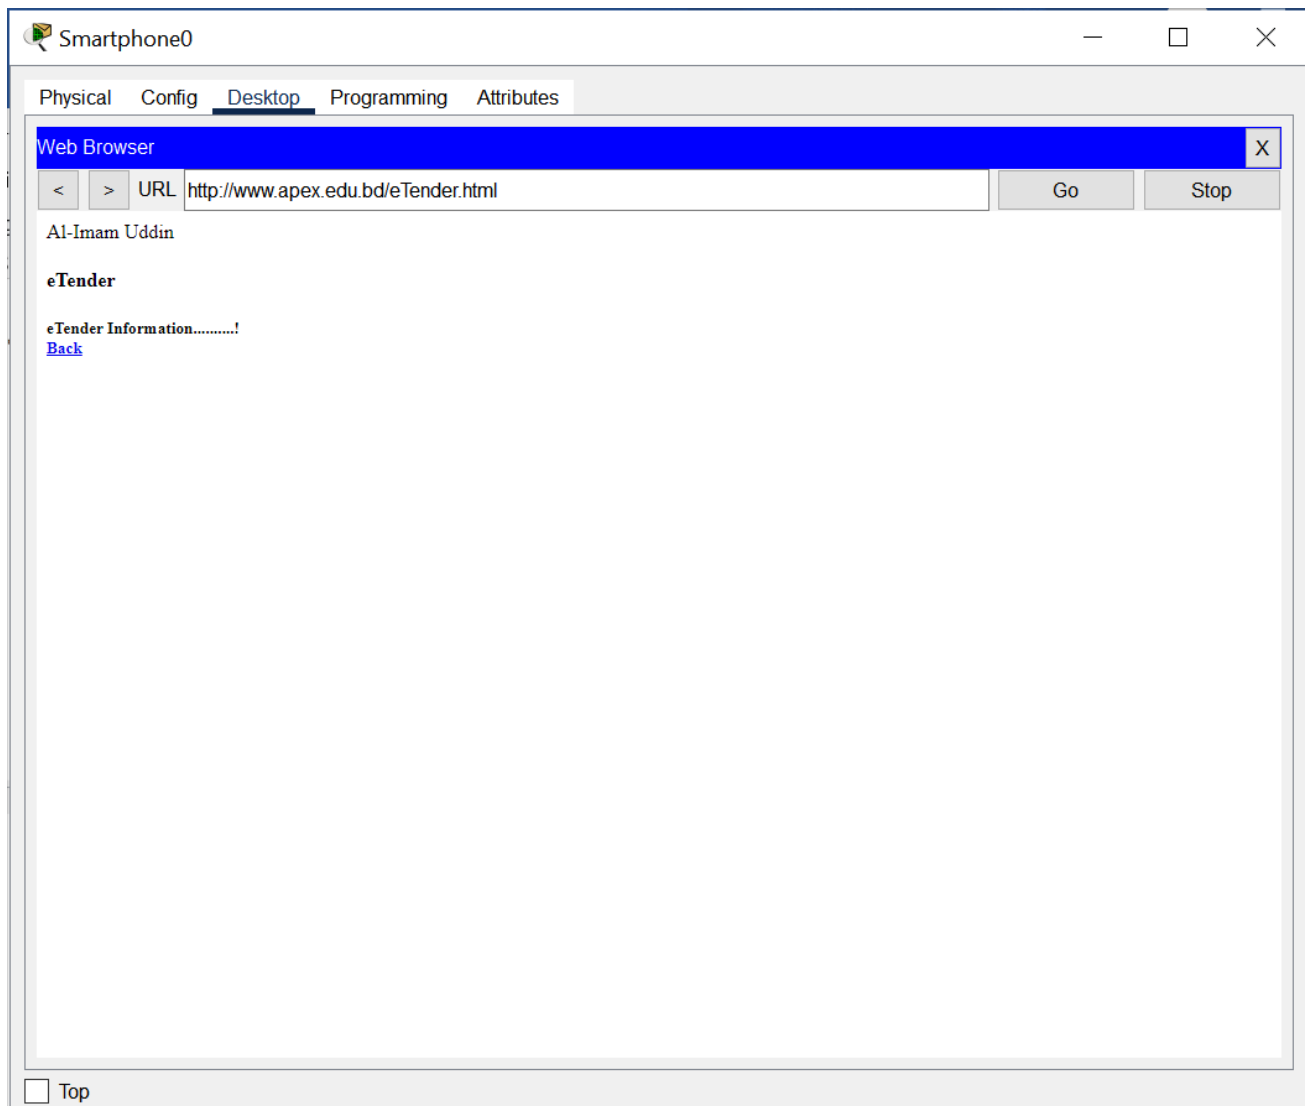 Smartphone0
Physical Config Desktop Programming Attributes
Web Browser X
< > URL http://www.apex.edu.bd/eTender.html Go Stop
Al-Imam Uddin
eTender
eTender Information..........!
Back
Top